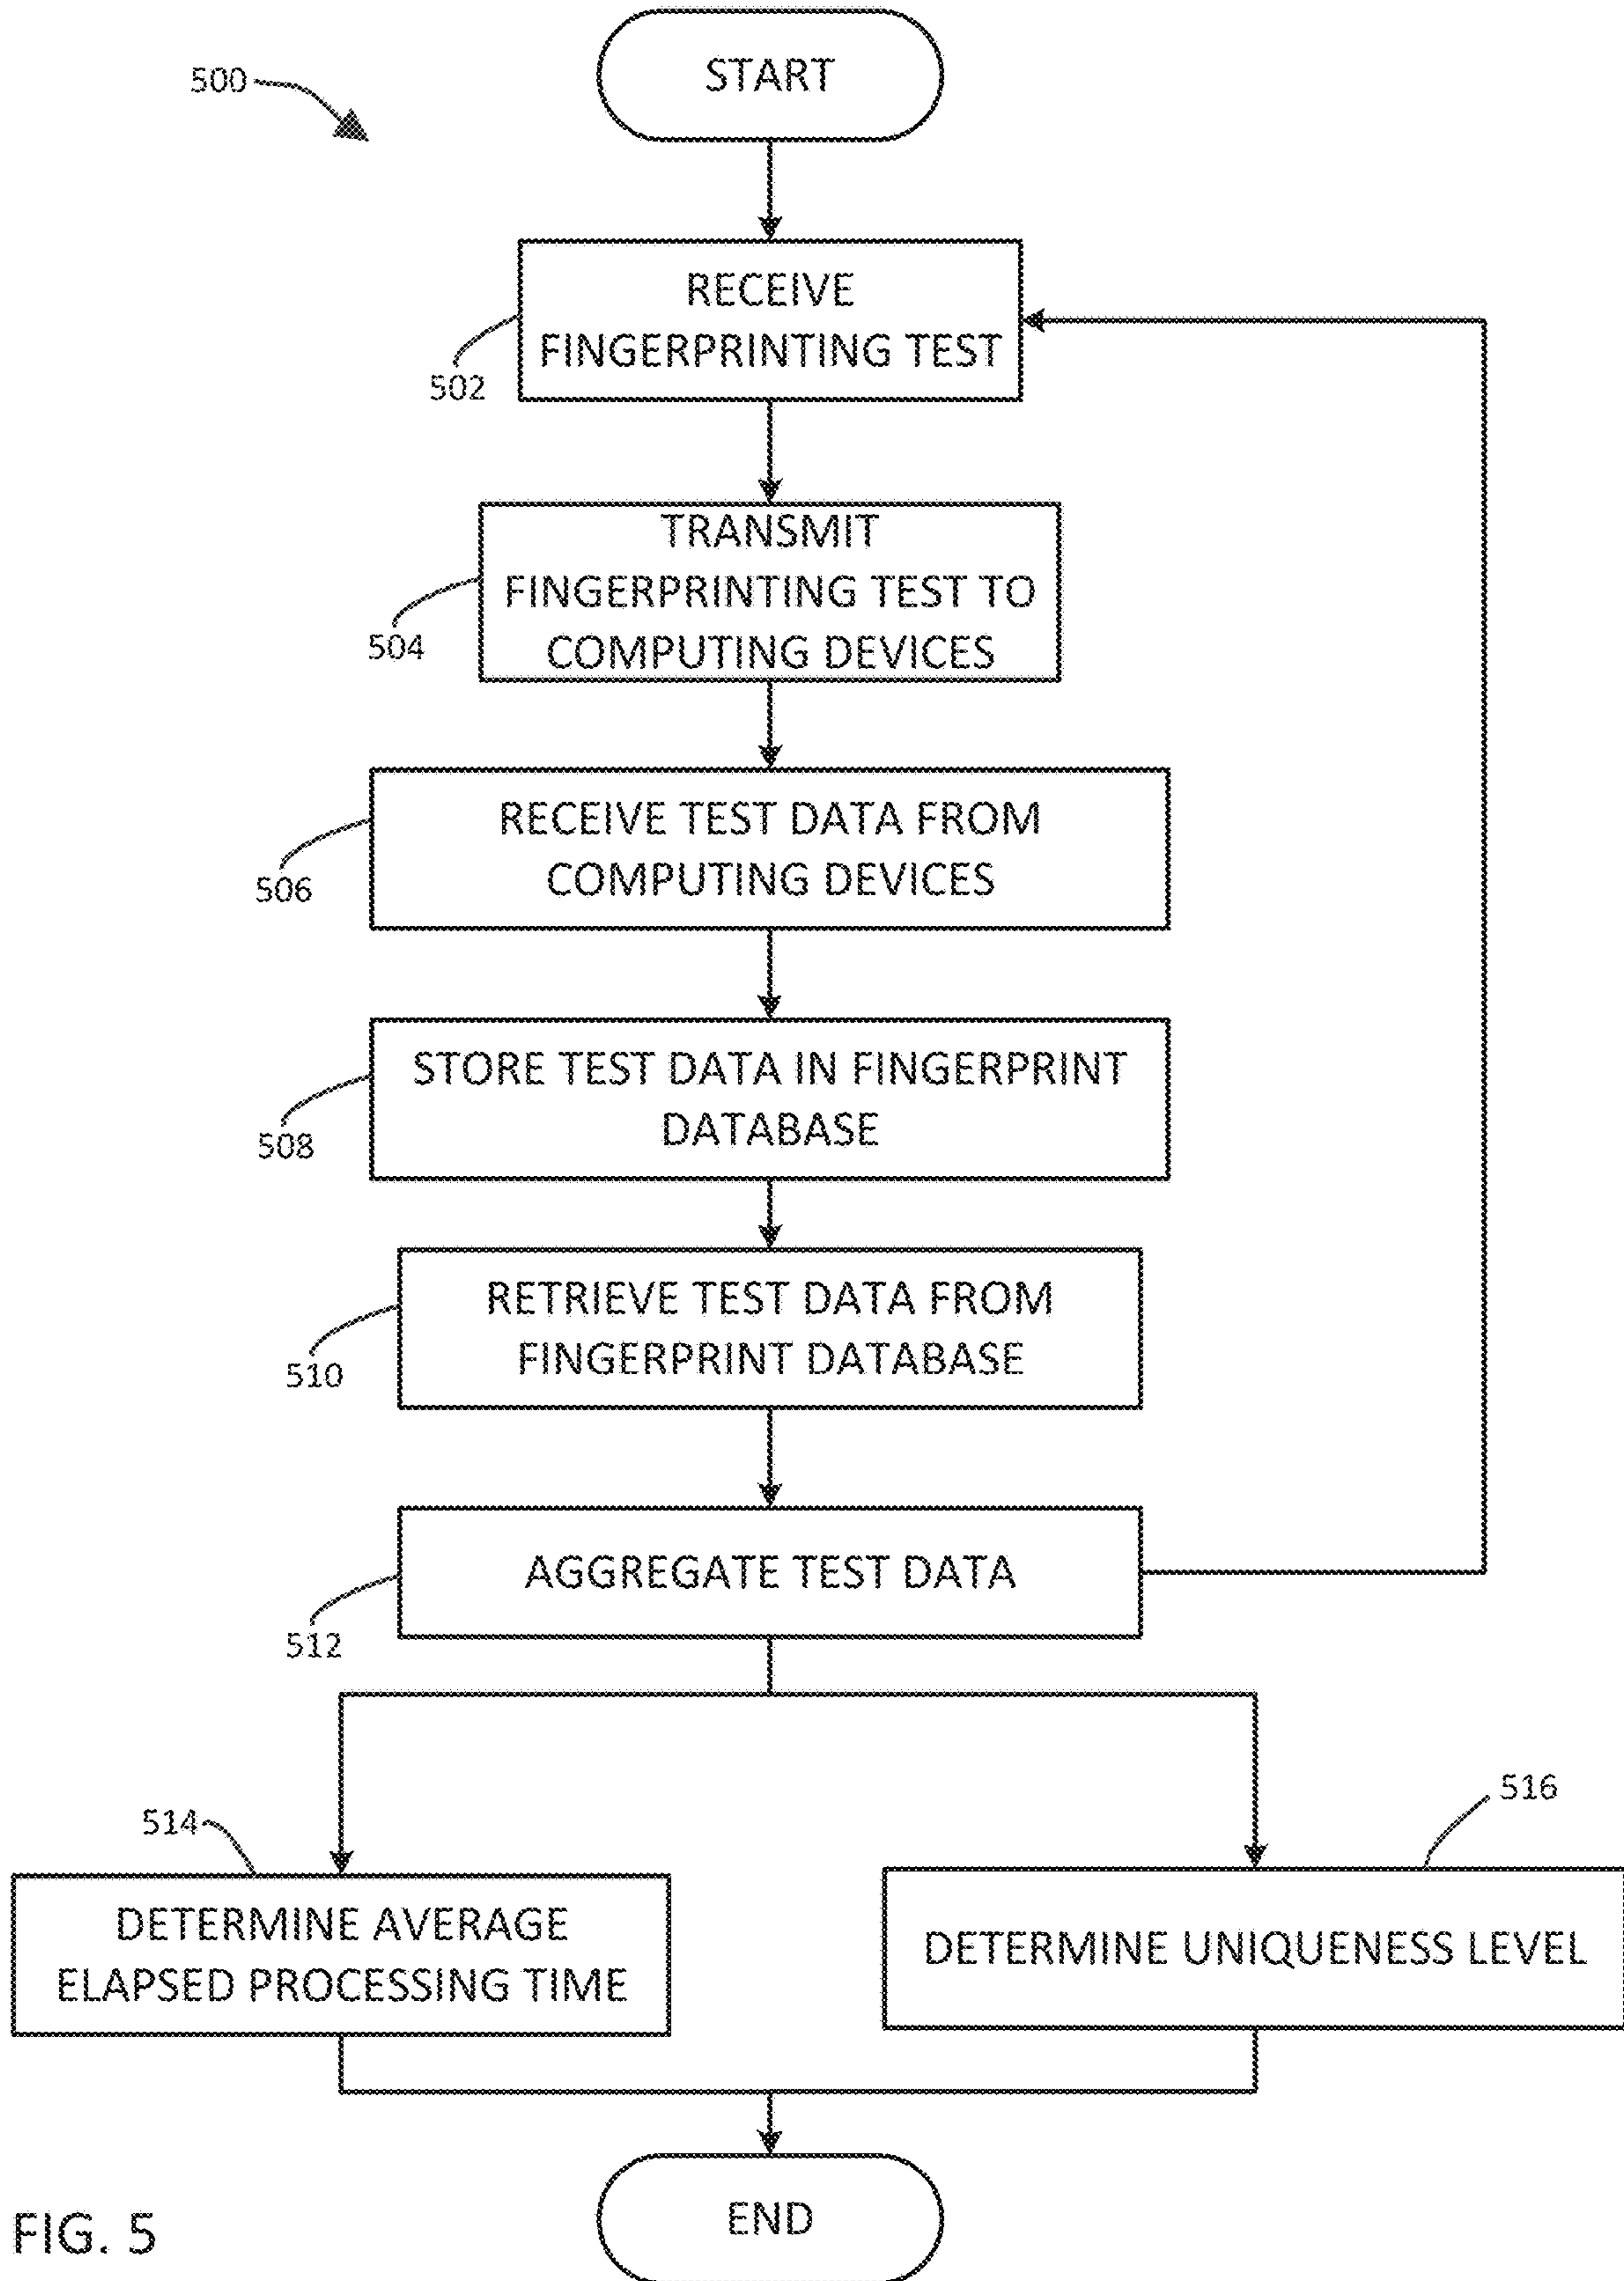 START
500
RECEIVE
FINGERPRINTING TEST
502
TRANSMIT
FINGERPRINTING TEST TO
COMPUTING DEVICES
504
RECEIVE TEST DATA FROM
COMPUTING DEVICES
506
STORE TEST DATA IN FINGERPRINT
DATABASE
508
RETRIEVE TEST DATA FROM
FINGERPRINT DATABASE
510
AGGREGATE TEST DATA
512
514
516
DETERMINE AVERAGE
ELAPSED PROCESSING TIME
DETERMINE UNIQUENESS LEVEL
END
FIG. 5